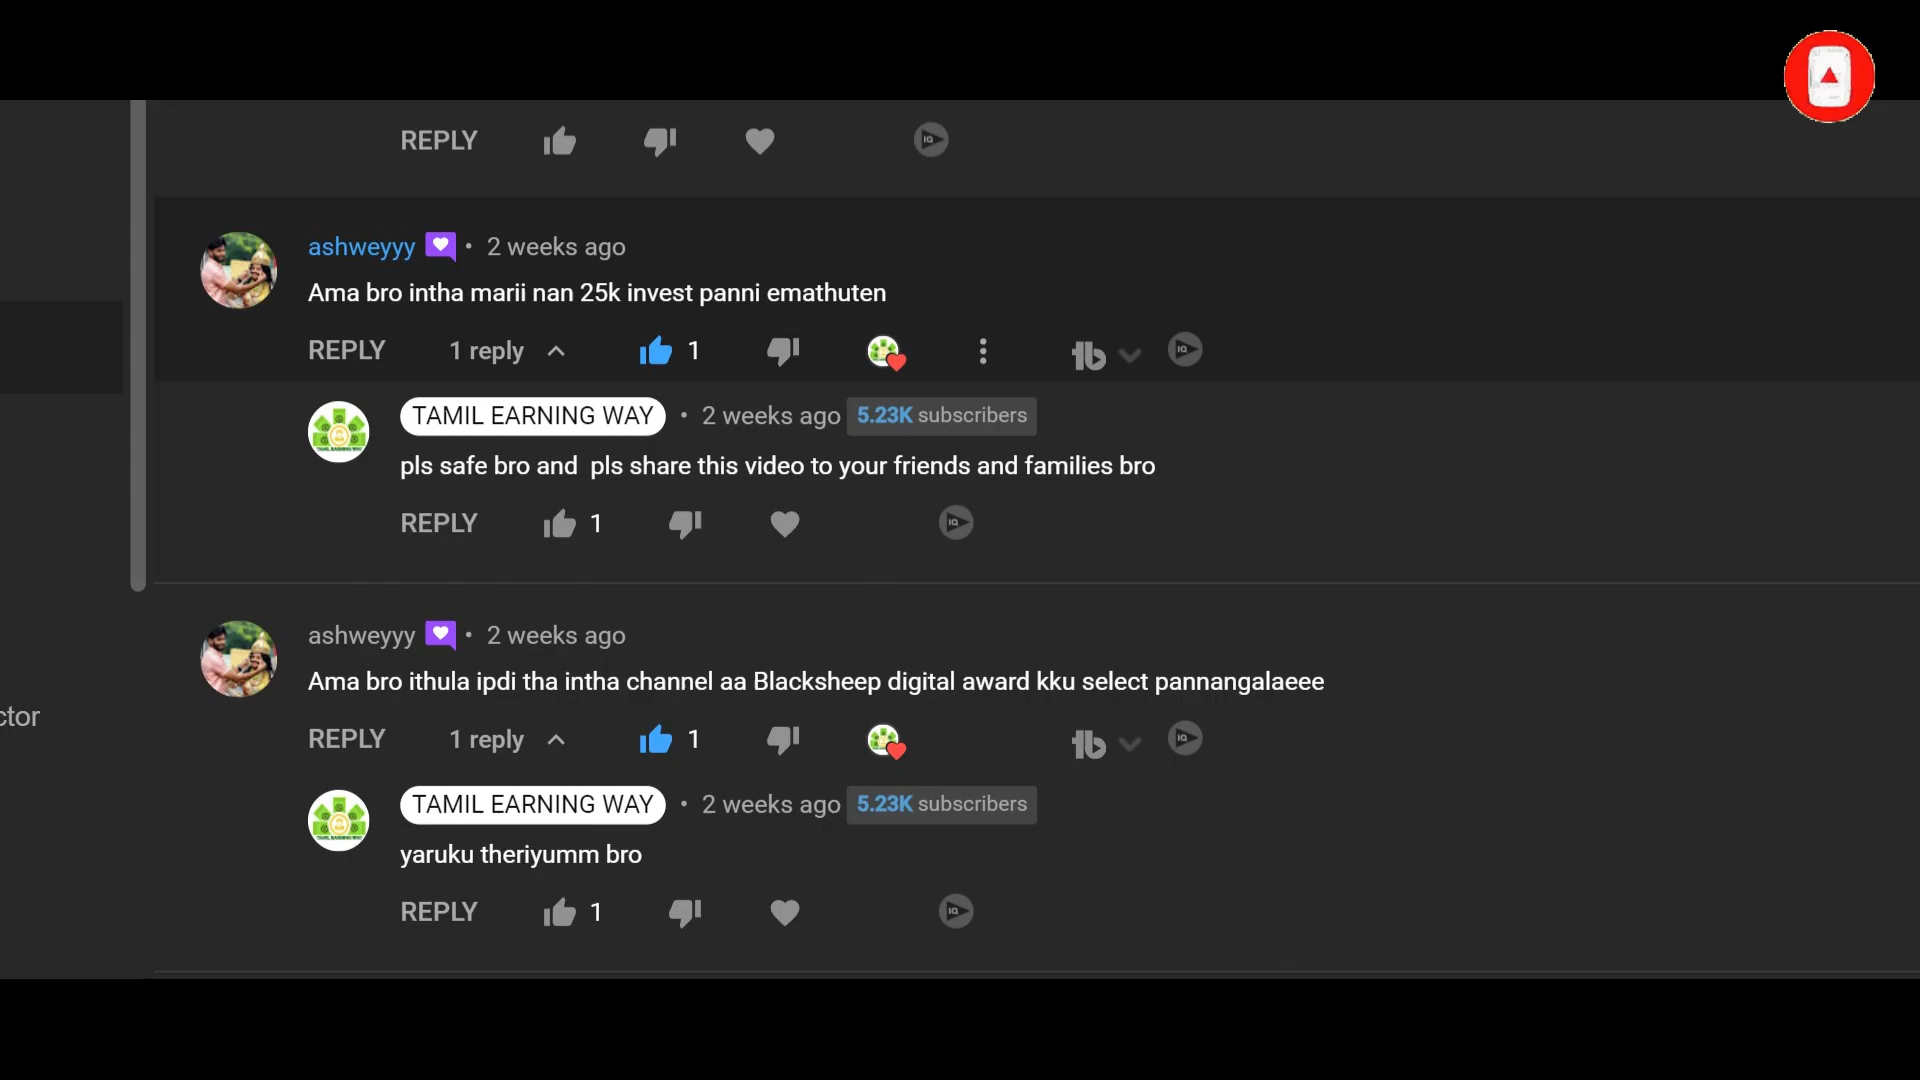 REPLY
ashweyyy • 2 weeks ago
Ama bro intha marii nan 25k invest panni emathuten
REPLY 1 reply 1
TAMIL EARNING WAY • 2 weeks ago 5.23K subscribers
pls safe bro and  pls share this video to your friends and families bro
REPLY 1
ashweyyy • 2 weeks ago
Ama bro ithula ipdi tha intha channel aa Blacksheep digital award kku select pannangalaeee
ctor
REPLY 1 reply 1
TAMIL EARNING WAY • 2 weeks ago 5.23K subscribers
yaruku theriyumm bro
REPLY 1